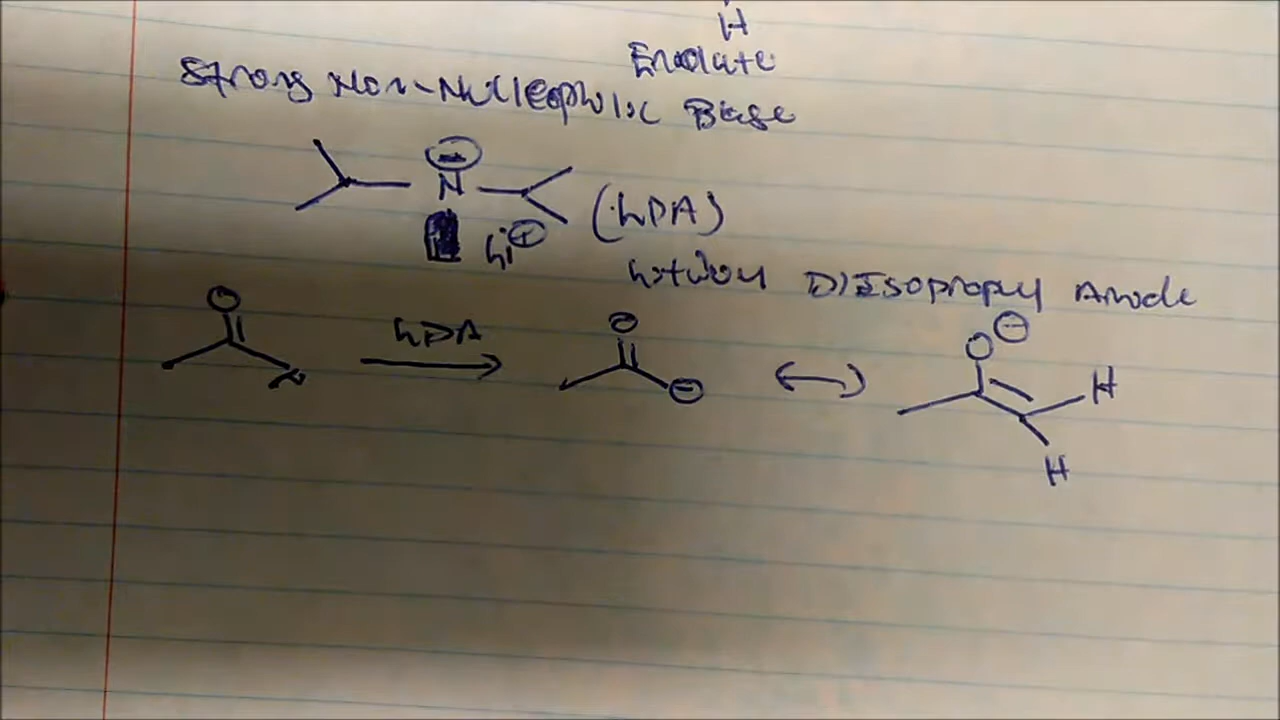 H
Enolate
Strong Non-Nucleophilic Base
⊖
N
Li⊕
(LDA)
Lithium Diisopropyl Amide
O LDA O ⊖ ↔ O⊖ H
H